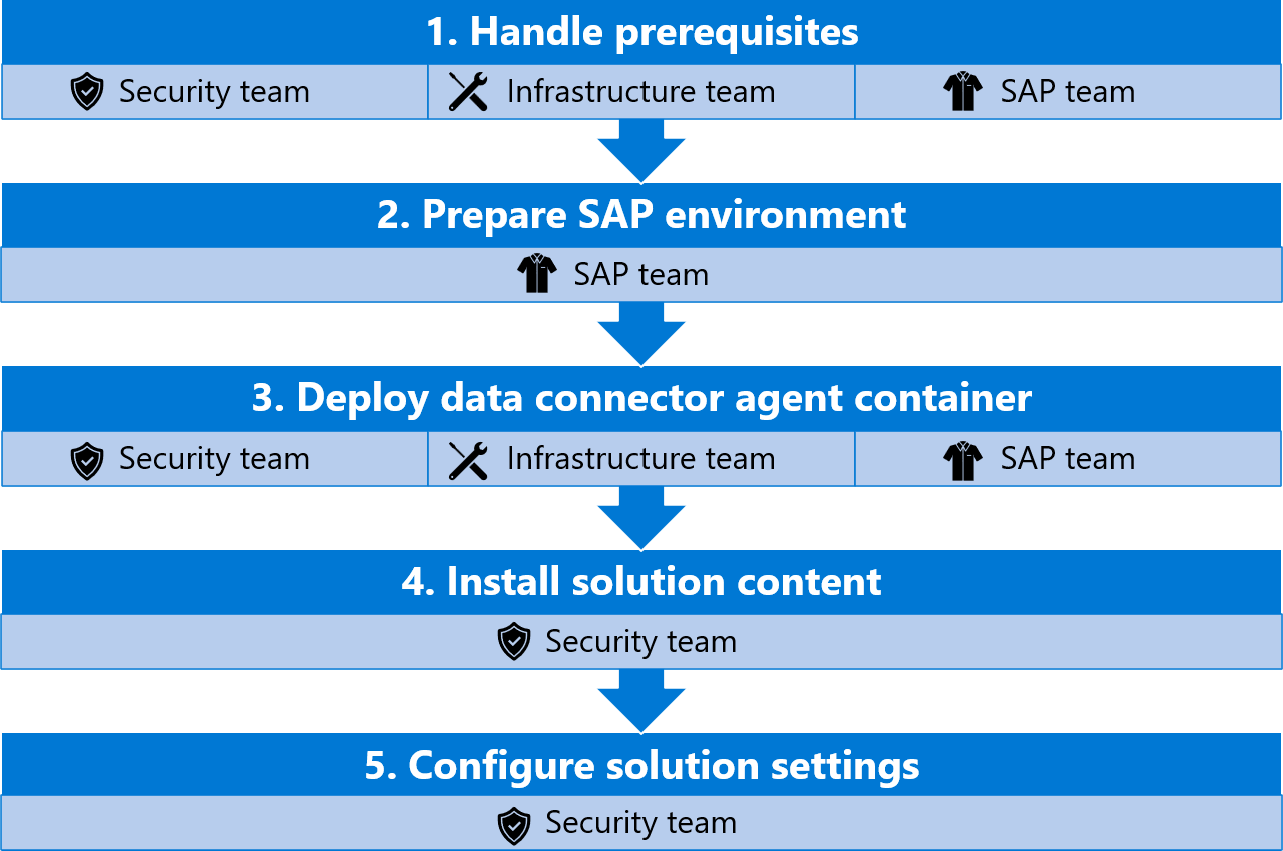 1. Handle prerequisites
Security team
Infrastructure team
SAP team
2. Prepare SAP environment
SAP team
3. Deploy data connector agent container
Security team
Infrastructure team
SAP team
4. Install solution content
Security team
5. Configure solution settings
Security team